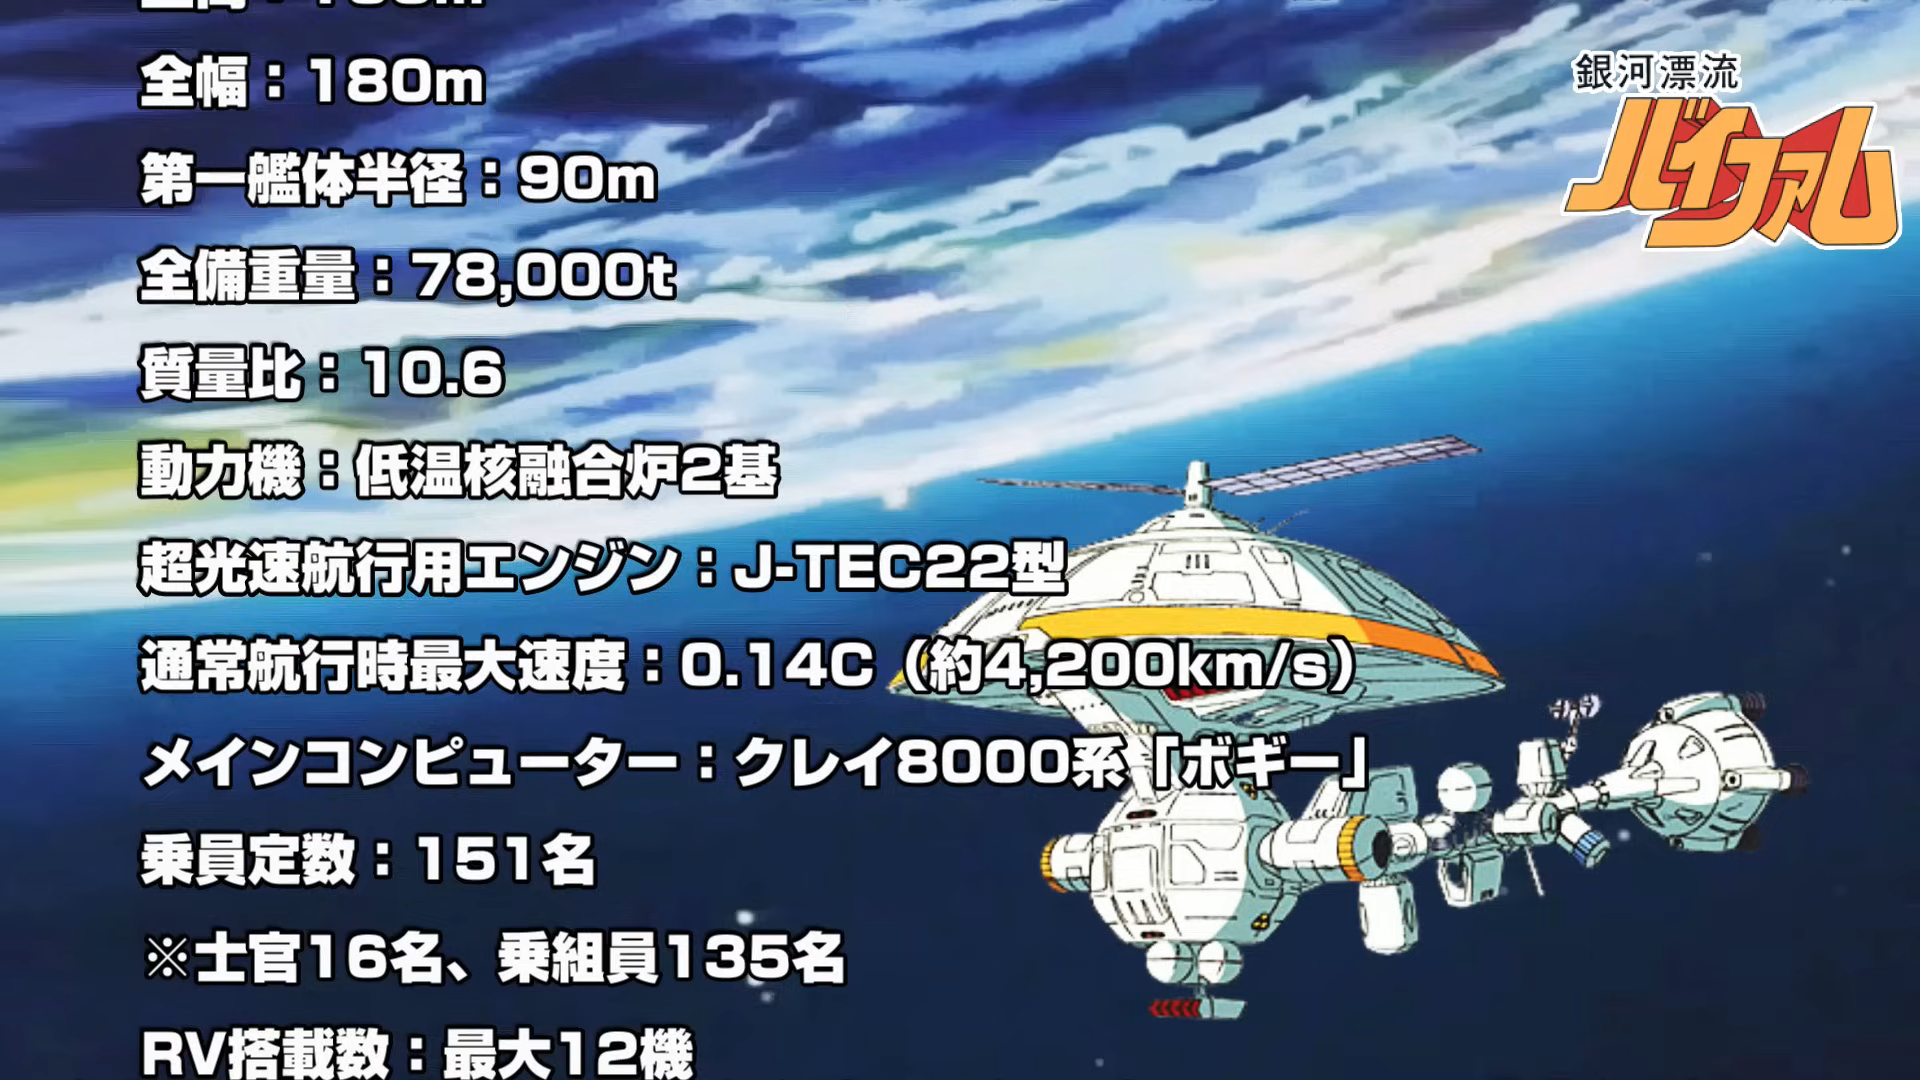 全幅：180m
第一艦体半径：90m
全備重量：78,000t
質量比：10.6
動力機：低温核融合炉2基
超光速航行用エンジン：J-TEC22型
通常航行時最大速度：0.14C（約4,200km/s）
メインコンピューター：クレイ8000系「ボギー」
乗員定数：151名
※士官16名、乗組員135名
RV搭載数：最大12機
銀河漂流
バイファム